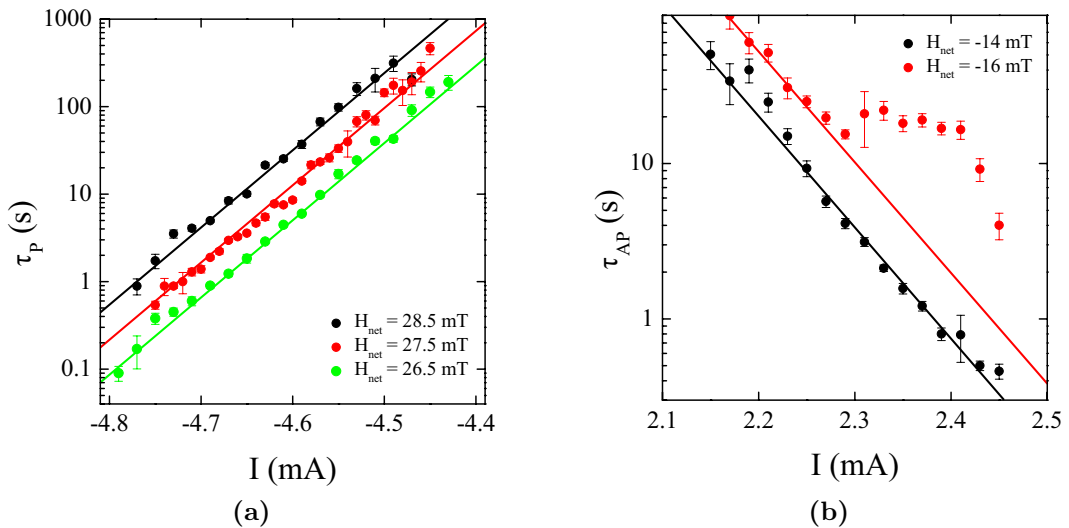 1000
100
10
1
0.1
τP (s)
-4.8 -4.7 -4.6 -4.5 -4.4
I (mA)
Hnet = 28.5 mT
Hnet = 27.5 mT
Hnet = 26.5 mT
(a)
10
1
τAP (s)
2.1 2.2 2.3 2.4 2.5
I (mA)
Hnet = -14 mT
Hnet = -16 mT
(b)